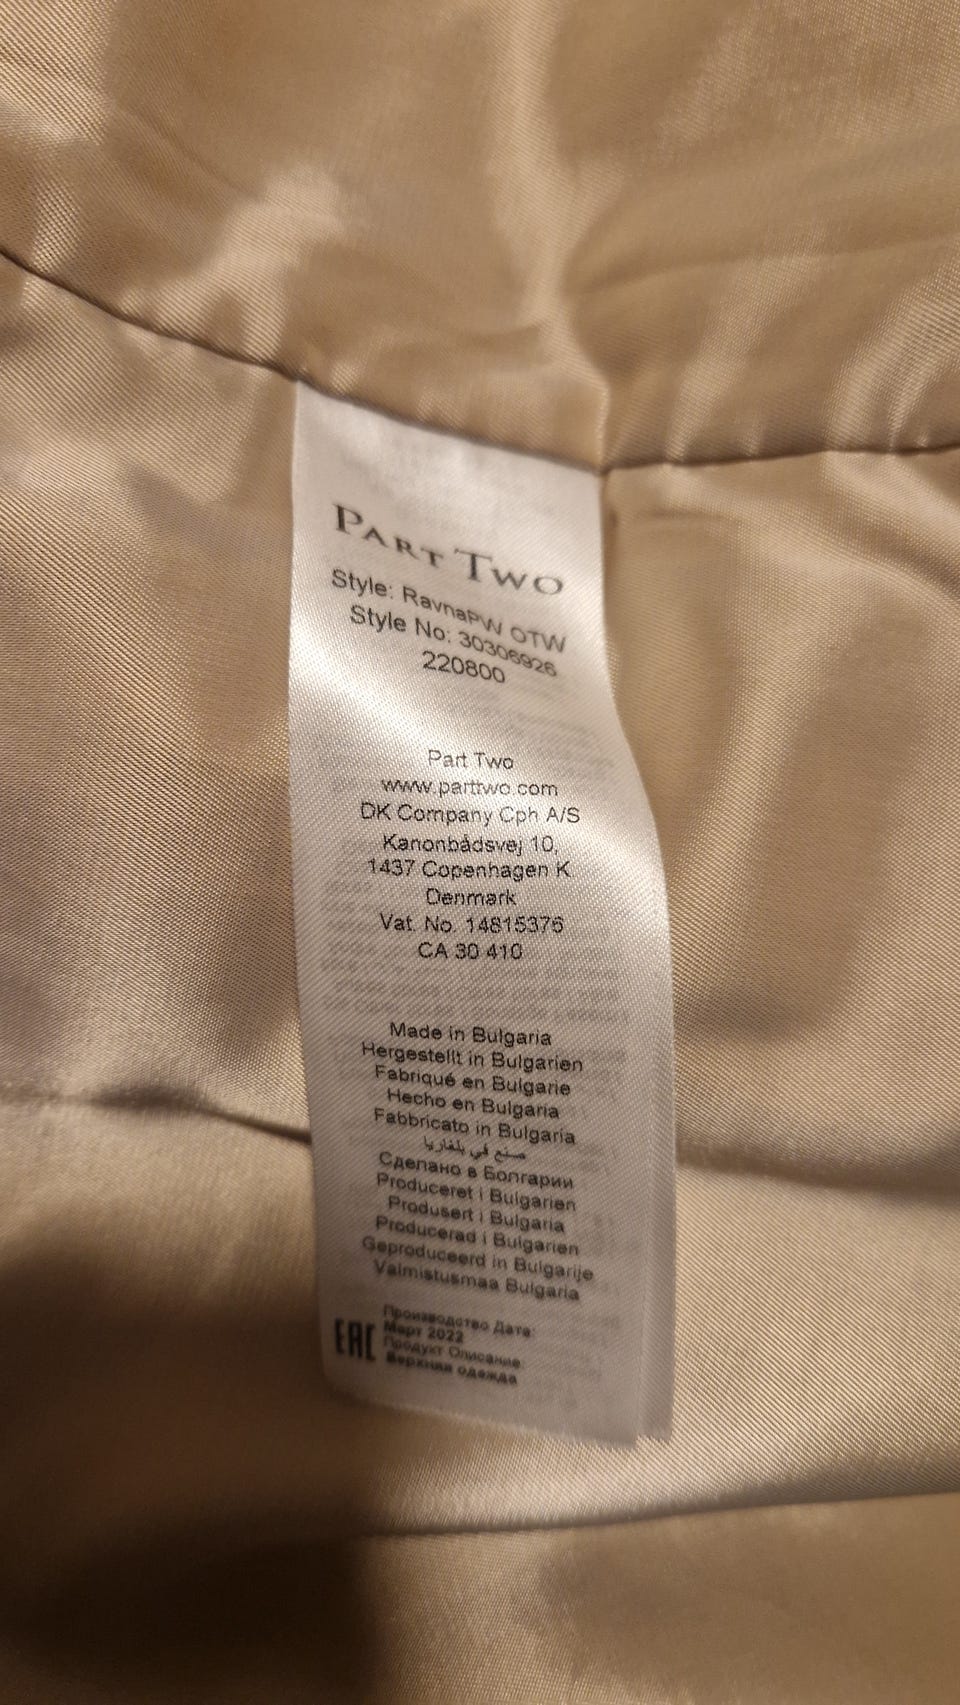 PART TWO
Style: RavnaPW OTW
Style No: 30306926
220800
Part Two
www.parttwo.com
DK Company Cph A/S
Kanonbådsvej 10,
1437 Copenhagen K
Denmark
Vat. No. 14815376
CA 30 410
Made in Bulgaria
Hergestellt in Bulgarien
Fabriqué en Bulgarie
Hecho en Bulgaria
Fabbricato in Bulgaria
صنع في بلغاريا
Сделано в Болгарии
Produceret i Bulgarien
Produsert i Bulgaria
Producerad i Bulgarien
Geproduceerd in Bulgarije
Valmistusmaa Bulgaria
Производство Дата:
Март 2022
EAC Продукт Описание:
Верхняя одежда